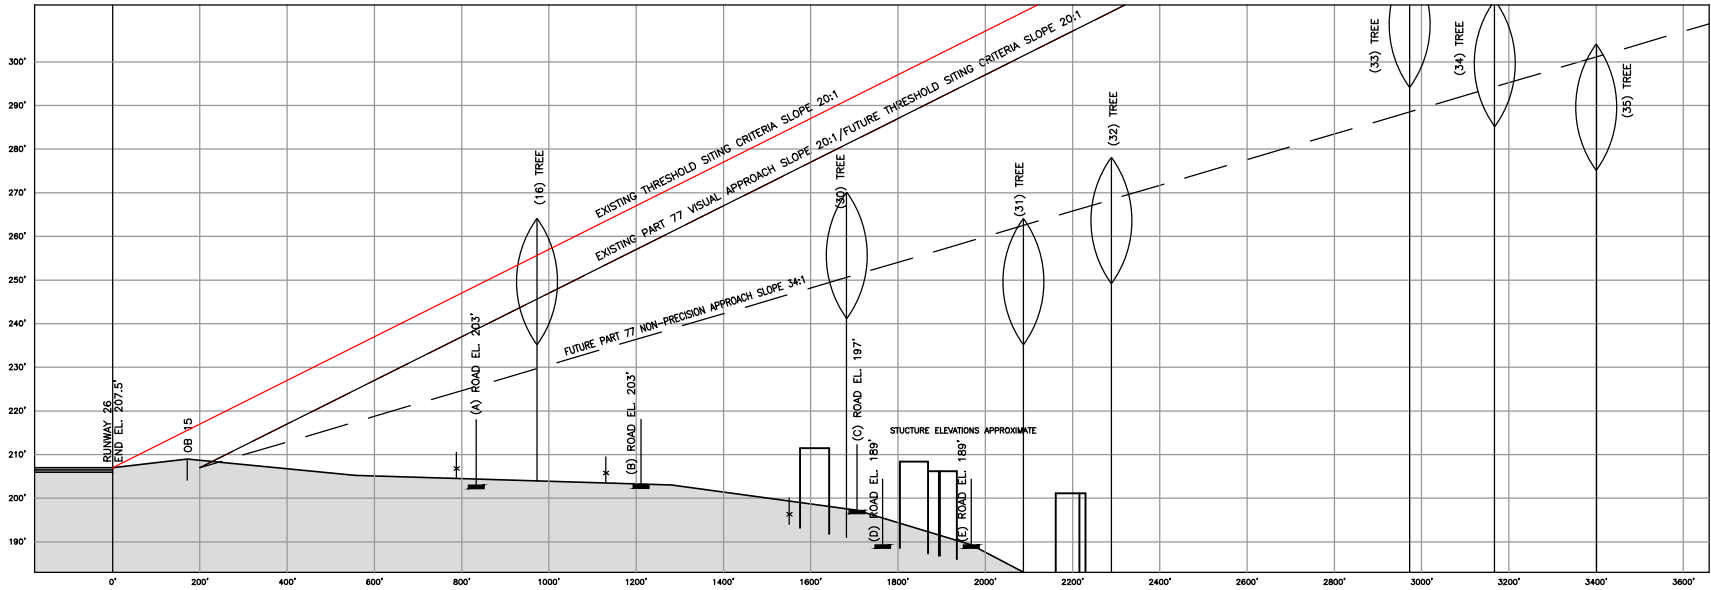 300'
290'
280'
270'
260'
250'
240'
230'
220'
210'
200'
190'
RUNWAY 26
END EL. 207.5'
OB 15
(A) ROAD EL. 203'
(16) TREE
EXISTING THRESHOLD SITING CRITERIA SLOPE 20:1
EXISTING PART 77 VISUAL APPROACH SLOPE 20:1/FUTURE THRESHOLD SITING CRITERIA SLOPE 20:1
FUTURE PART 77 NON-PRECISION APPROACH SLOPE 34:1
(B) ROAD EL. 203'
(30) TREE
(C) ROAD EL. 197'
(D) ROAD EL. 189'
STUCTURE ELEVATIONS APPROXIMATE
(E) ROAD EL. 189'
(31) TREE
(32) TREE
(33) TREE
(34) TREE
(35) TREE
0' 200' 400' 600' 800' 1000' 1200' 1400' 1600' 1800' 2000' 2200' 2400' 2600' 2800' 3000' 3200' 3400' 3600'